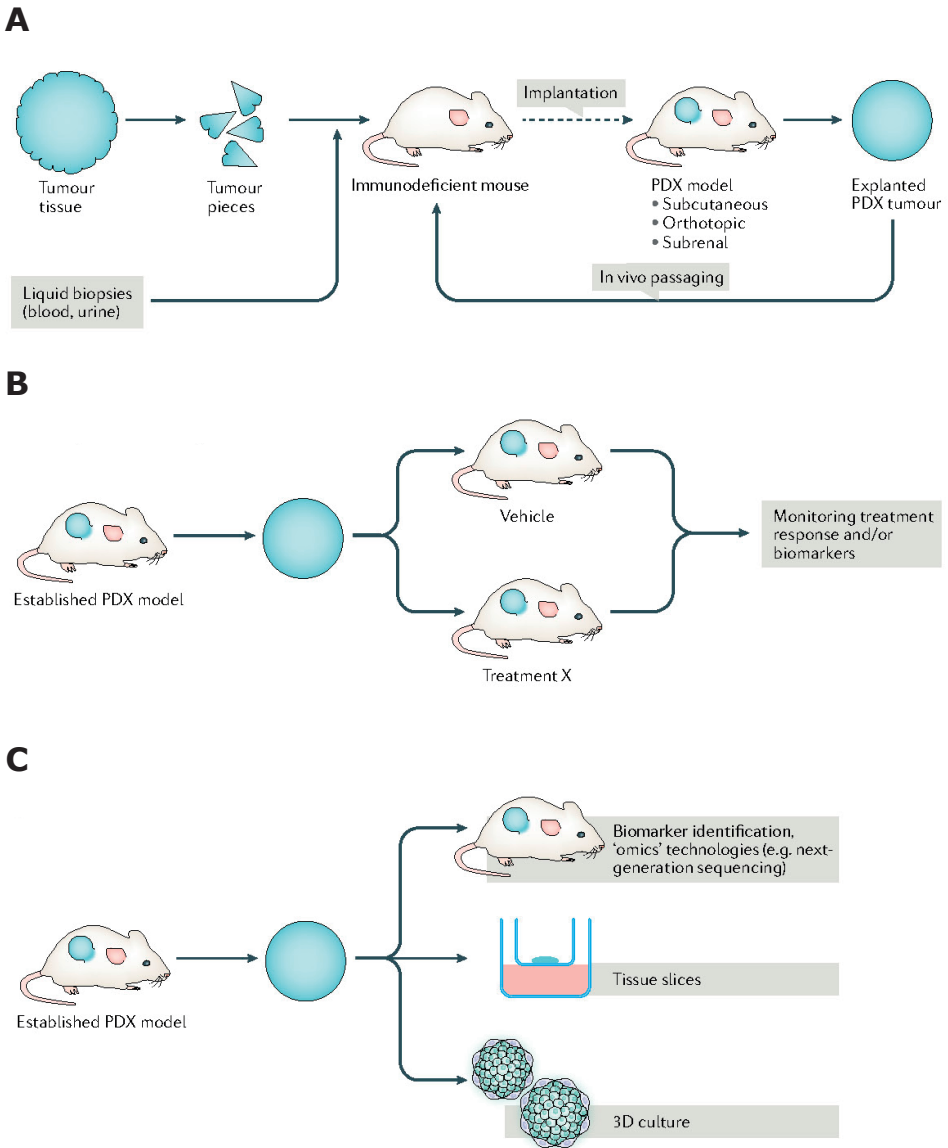 A
Implantation
Tumour
tissue
Tumour
pieces
Immunodeficient mouse
PDX model
• Subcutaneous
• Orthotopic
• Subrenal
Explanted
PDX tumour
In vivo passaging
Liquid biopsies
(blood, urine)
B
Vehicle
Monitoring treatment
response and/or
biomarkers
Established PDX model
Treatment X
C
Biomarker identification,
‘omics’ technologies (e.g. next-
generation sequencing)
Tissue slices
Established PDX model
3D culture